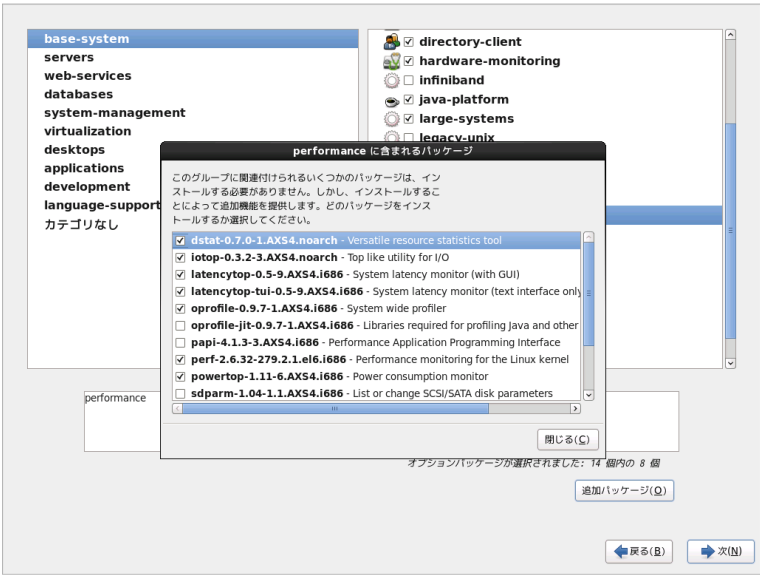 base-system
servers
web-services
databases
system-management
virtualization
desktops
applications
development
language-support
カテゴリなし
directory-client
hardware-monitoring
infiniband
java-platform
large-systems
legacy-unix
performance に含まれるパッケージ
このグループに関連付けられるいくつかのパッケージは、イン
ストールする必要がありません。しかし、インストールするこ
とによって追加機能を提供します。どのパッケージをインス
トールするか選択してください。
dstat-0.7.0-1.AXS4.noarch - Versatile resource statistics tool
iotop-0.3.2-3.AXS4.noarch - Top like utility for I/O
latencytop-0.5-9.AXS4.i686 - System latency monitor (with GUI)
latencytop-tui-0.5-9.AXS4.i686 - System latency monitor (text interface only
oprofile-0.9.7-1.AXS4.i686 - System wide profiler
oprofile-jit-0.9.7-1.AXS4.i686 - Libraries required for profiling Java and other
papi-4.1.3-3.AXS4.i686 - Performance Application Programming Interface
perf-2.6.32-279.2.1.el6.i686 - Performance monitoring for the Linux kernel
powertop-1.11-6.AXS4.i686 - Power consumption monitor
sdparm-1.04-1.1.AXS4.i686 - List or change SCSI/SATA disk parameters
閉じる(C)
performance
オプションパッケージが選択されました: 14 個内の 8 個
追加パッケージ(O)
戻る(B)
次(N)